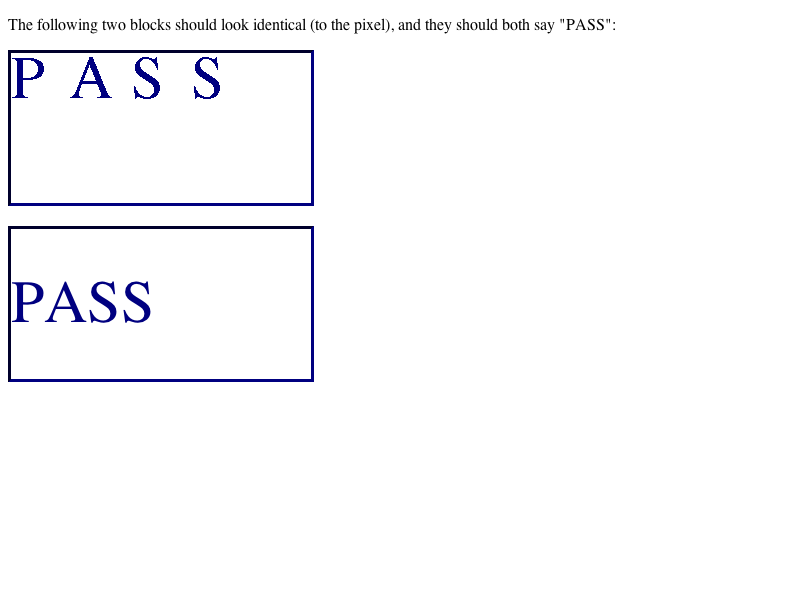 The following two blocks should look identical (to the pixel), and they should both say "PASS":
P A S S
PASS